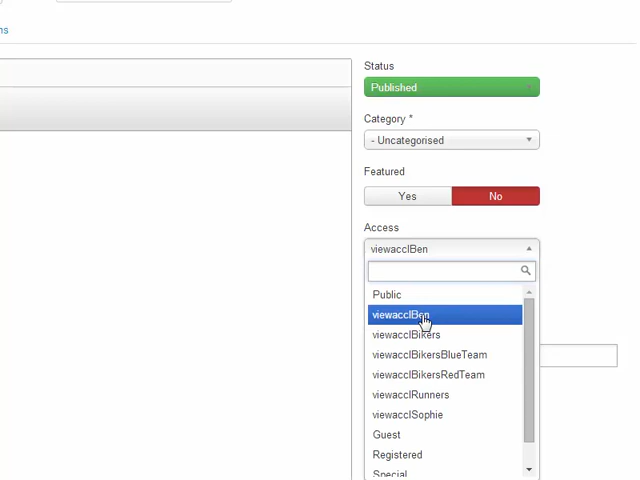 ns
Status
Published
Category *
- Uncategorised
Featured
Yes No
Access
viewacclBen
Public
viewacclBen
viewacclBikers
viewacclBikersBlueTeam
viewacclBikersRedTeam
viewacclRunners
viewacclSophie
Guest
Registered
Special